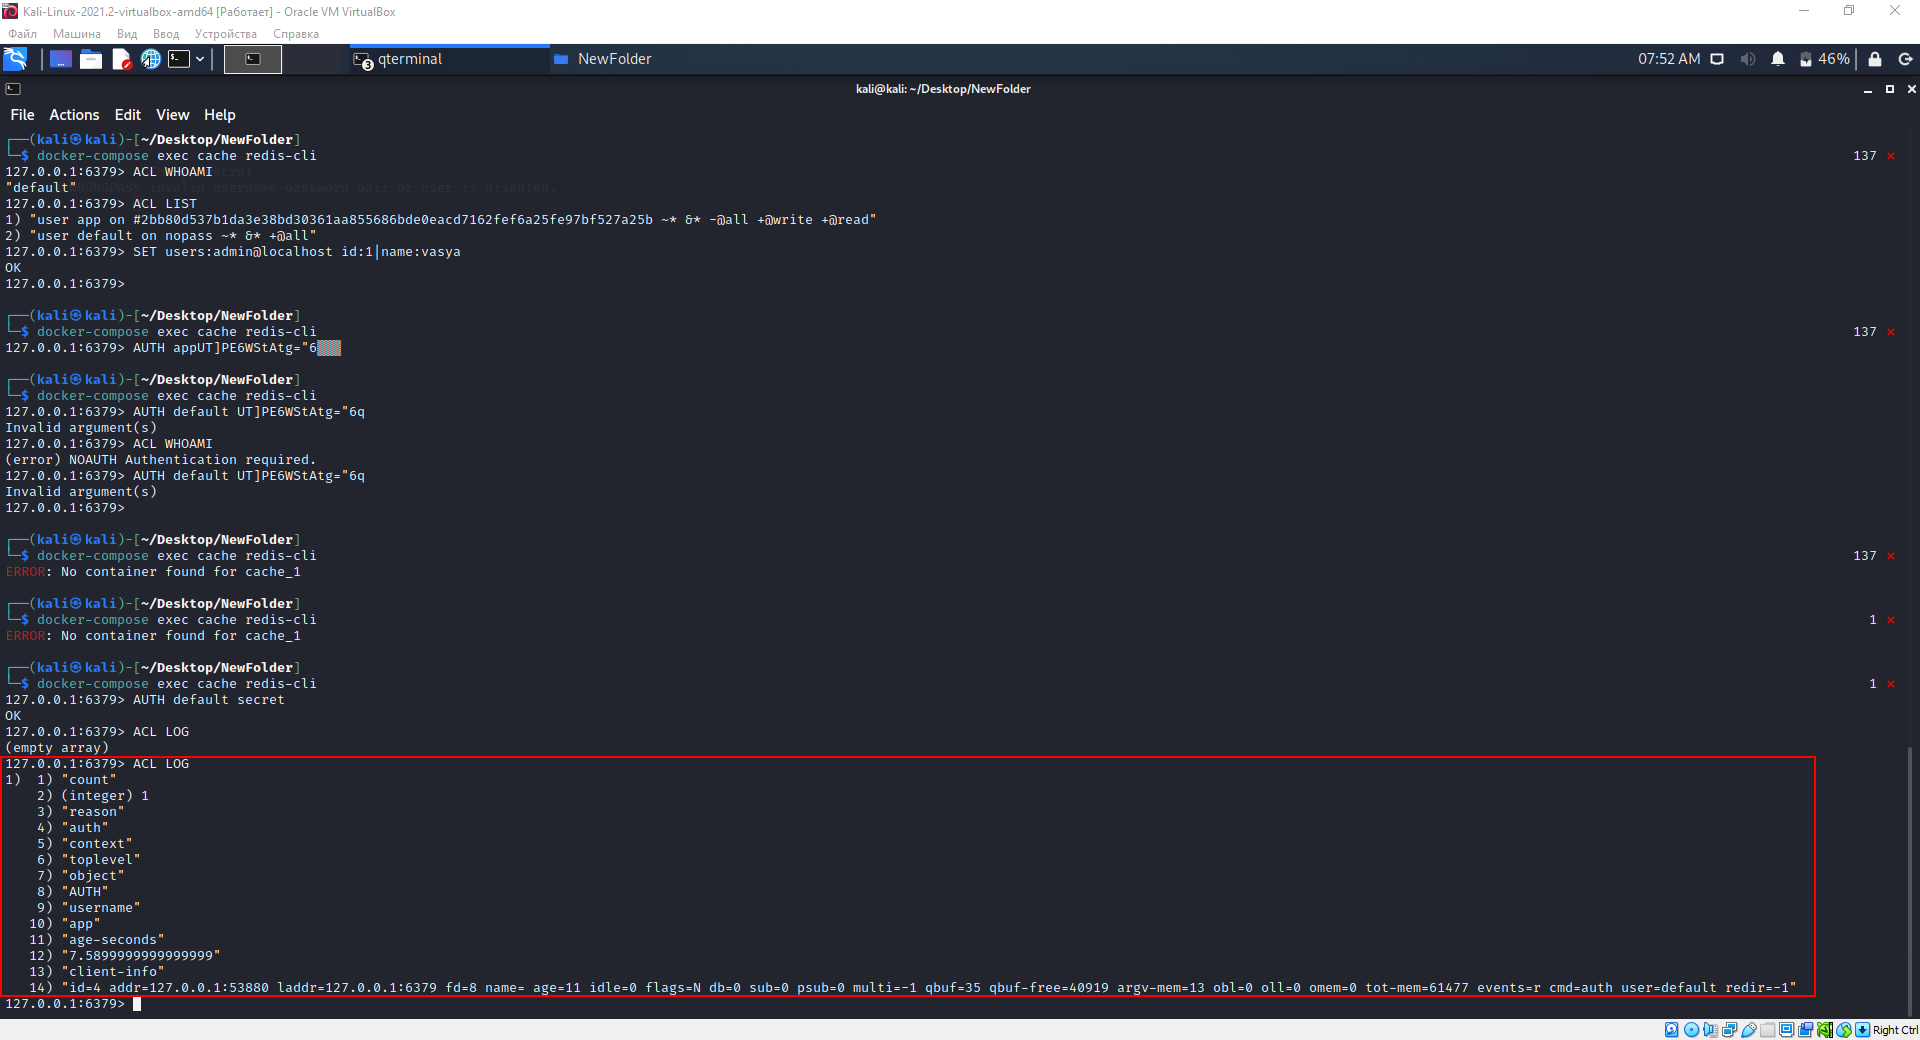 Kali-Linux-2021.2-virtualbox-amd64 [Работает] - Oracle VM VirtualBox
Файл Машина Вид Ввод Устройства Справка
qterminal NewFolder 07:52 AM 46%
kali@kali: ~/Desktop/NewFolder
File Actions Edit View Help
┌──(kali㉿kali)-[~/Desktop/NewFolder]
└─$ docker-compose exec cache redis-cli 137 ×
127.0.0.1:6379> ACL WHOAMI
"default"
127.0.0.1:6379> ACL LIST
1) "user app on #2bb80d537b1da3e38bd30361aa855686bde0eacd7162fef6a25fe97bf527a25b ~* &* -@all +@write +@read"
2) "user default on nopass ~* &* +@all"
127.0.0.1:6379> SET users:admin@localhost id:1|name:vasya
OK
127.0.0.1:6379>
┌──(kali㉿kali)-[~/Desktop/NewFolder]
└─$ docker-compose exec cache redis-cli 137 ×
127.0.0.1:6379> AUTH appUT]PE6WStAtg="6
┌──(kali㉿kali)-[~/Desktop/NewFolder]
└─$ docker-compose exec cache redis-cli
127.0.0.1:6379> AUTH default UT]PE6WStAtg="6q
Invalid argument(s)
127.0.0.1:6379> ACL WHOAMI
(error) NOAUTH Authentication required.
127.0.0.1:6379> AUTH default UT]PE6WStAtg="6q
Invalid argument(s)
127.0.0.1:6379>
┌──(kali㉿kali)-[~/Desktop/NewFolder]
└─$ docker-compose exec cache redis-cli 137 ×
ERROR: No container found for cache_1
┌──(kali㉿kali)-[~/Desktop/NewFolder]
└─$ docker-compose exec cache redis-cli 1 ×
ERROR: No container found for cache_1
┌──(kali㉿kali)-[~/Desktop/NewFolder]
└─$ docker-compose exec cache redis-cli 1 ×
127.0.0.1:6379> AUTH default secret
OK
127.0.0.1:6379> ACL LOG
(empty array)
127.0.0.1:6379> ACL LOG
1) 1) "count"
2) (integer) 1
3) "reason"
4) "auth"
5) "context"
6) "toplevel"
7) "object"
8) "AUTH"
9) "username"
10) "app"
11) "age-seconds"
12) "7.5899999999999999"
13) "client-info"
14) "id=4 addr=127.0.0.1:53880 laddr=127.0.0.1:6379 fd=8 name= age=11 idle=0 flags=N db=0 sub=0 psub=0 multi=-1 qbuf=35 qbuf-free=40919 argv-mem=13 obl=0 oll=0 omem=0 tot-mem=61477 events=r cmd=auth user=default redir=-1"
127.0.0.1:6379>
Right Ctrl